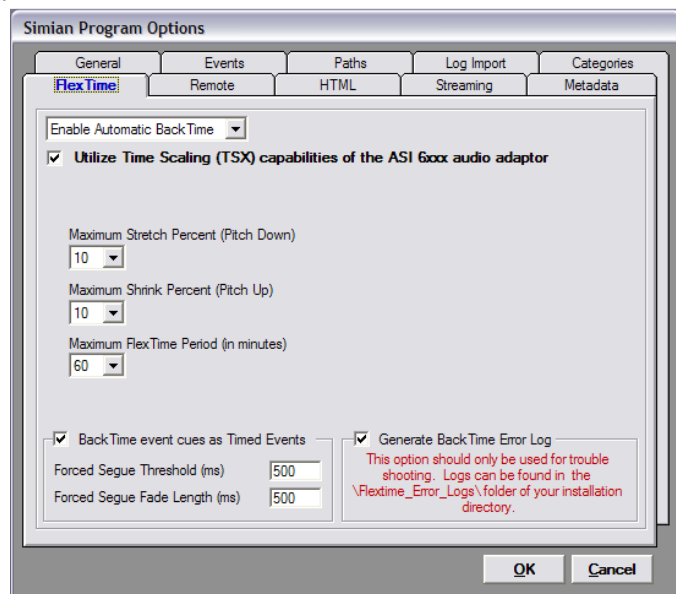 Simian Program Options
General Events Paths Log Import Categories
FlexTime Remote HTML Streaming Metadata
Enable Automatic BackTime
Utilize Time Scaling (TSX) capabilities of the ASI 6xxx audio adaptor
Maximum Stretch Percent (Pitch Down)
10
Maximum Shrink Percent (Pitch Up)
10
Maximum FlexTime Period (in minutes)
60
BackTime event cues as Timed Events
Forced Segue Threshold (ms) 500
Forced Segue Fade Length (ms) 500
Generate BackTime Error Log
This option should only be used for trouble
shooting. Logs can be found in the
\Flextime_Error_Logs\ folder of your installation
directory.
OK Cancel